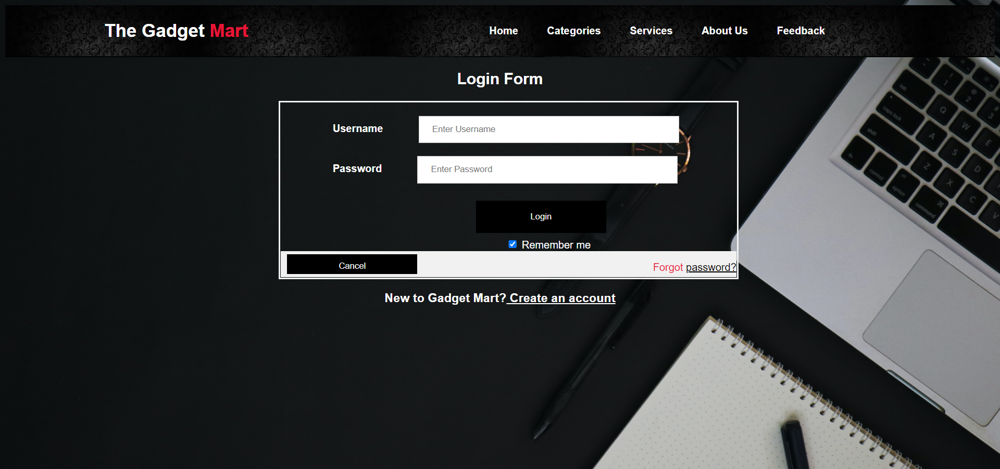 The Gadget Mart
Home Categories Services About Us Feedback
Login Form
Username Enter Username
Password Enter Password
Login
Remember me
Cancel Forgot password?
New to Gadget Mart? Create an account
tab
caps lock
shift
fn
control
option
command
! 1
@ 2
# 3
Q W
A S D
E
Z X C V